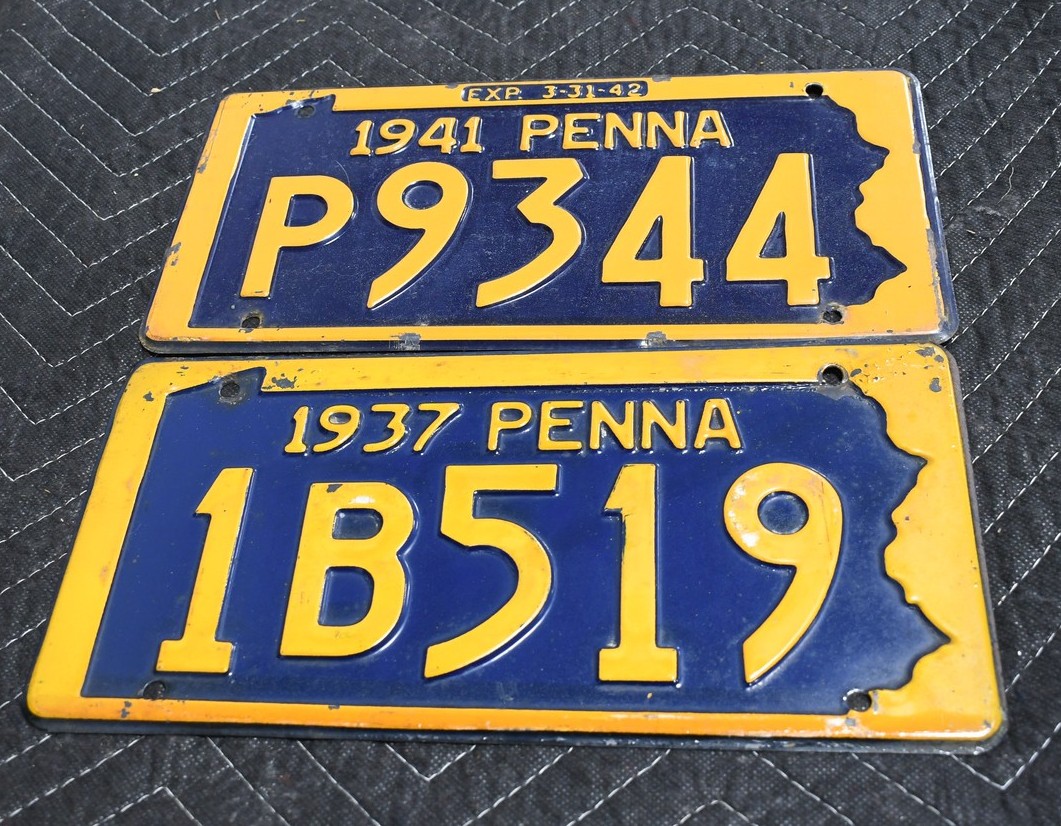 EXP. 3-31-42
1941 PENNA
P9344
1937 PENNA
1B519